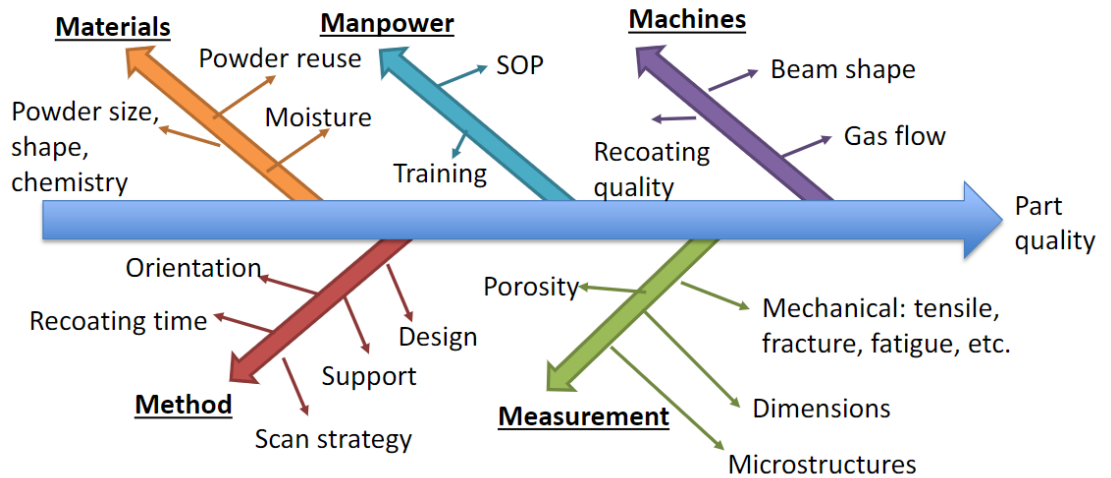 Materials
Manpower
Machines
Powder reuse
SOP
Beam shape
Powder size,
shape,
chemistry
Moisture
Training
Recoating
quality
Gas flow
Part
quality
Orientation
Recoating time
Design
Support
Method
Scan strategy
Porosity
Mechanical: tensile,
fracture, fatigue, etc.
Measurement
Dimensions
Microstructures